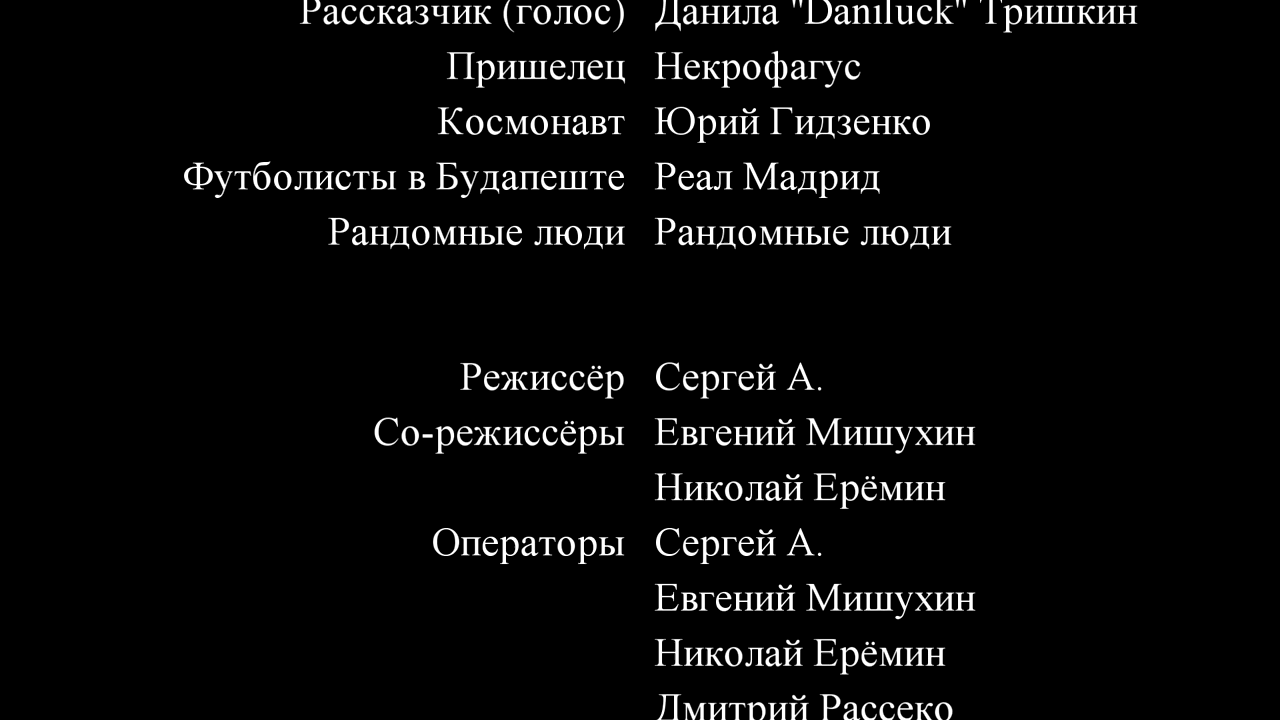 Рассказчик (голос) Данила "Daniluck" Тришкин
Пришелец Некрофагус
Космонавт Юрий Гидзенко
Футболисты в Будапеште Реал Мадрид
Рандомные люди Рандомные люди
Режиссёр Сергей А.
Со-режиссёры Евгений Мишухин
Николай Ерёмин
Операторы Сергей А.
Евгений Мишухин
Николай Ерёмин
Дмитрий Рассеко